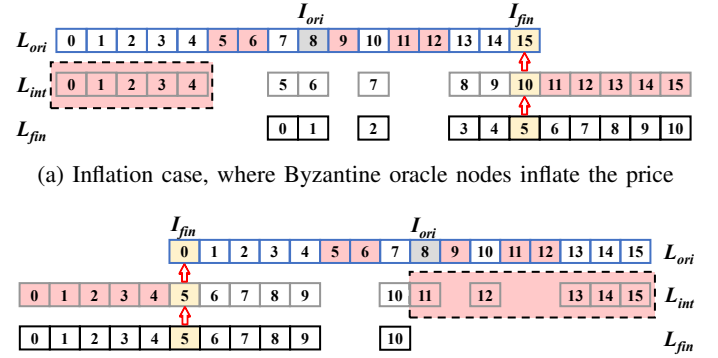 I_ori I_fin
L_ori 0 1 2 3 4 5 6 7 8 9 10 11 12 13 14 15
L_int 0 1 2 3 4 5 6 7 8 9 10 11 12 13 14 15
L_fin 0 1 2 3 4 5 6 7 8 9 10
(a) Inflation case, where Byzantine oracle nodes inflate the price
I_fin I_ori
0 1 2 3 4 5 6 7 8 9 10 11 12 13 14 15 L_ori
0 1 2 3 4 5 6 7 8 9 10 11 12 13 14 15 L_int
0 1 2 3 4 5 6 7 8 9 10 L_fin